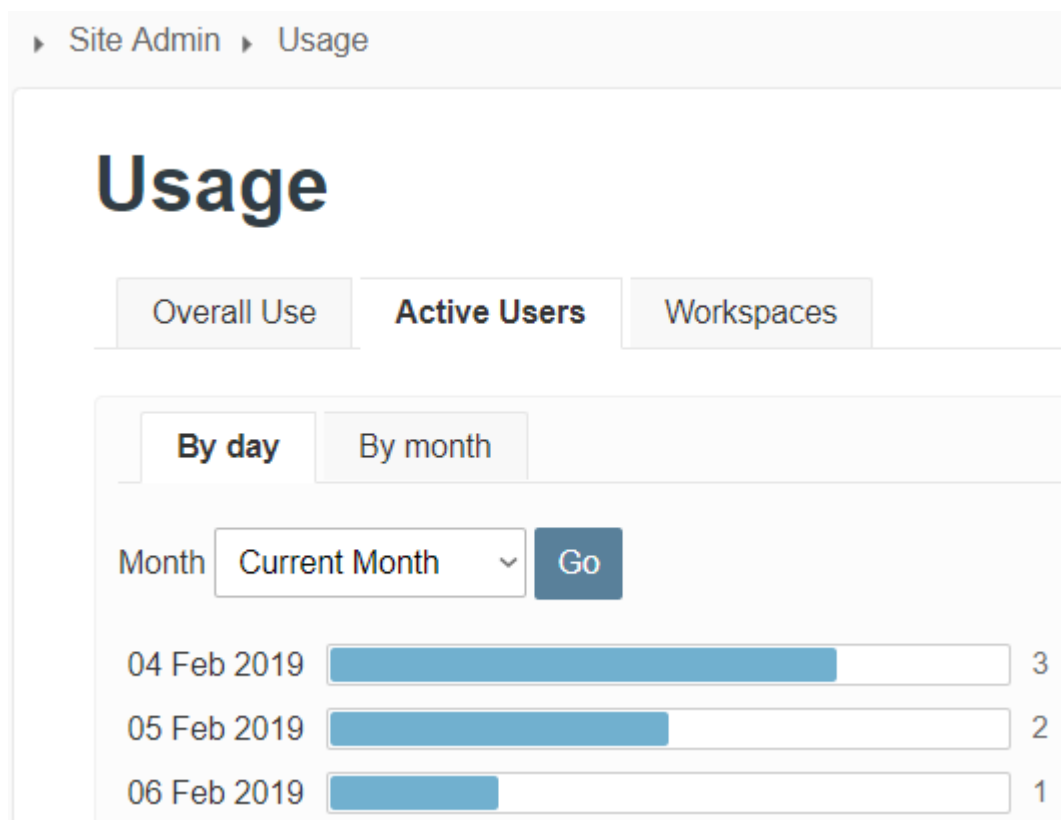 Site Admin Usage
Usage
Overall Use Active Users Workspaces
By day By month
Month Current Month Go
04 Feb 2019 3
05 Feb 2019 2
06 Feb 2019 1